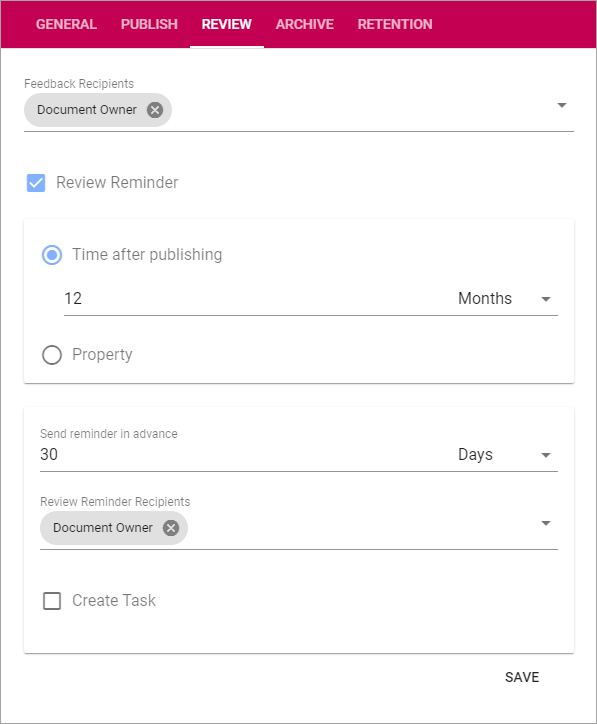 GENERAL PUBLISH REVIEW ARCHIVE RETENTION
Feedback Recipients
Document Owner
Review Reminder
Time after publishing
12 Months
Property
Send reminder in advance
30 Days
Review Reminder Recipients
Document Owner
Create Task
SAVE